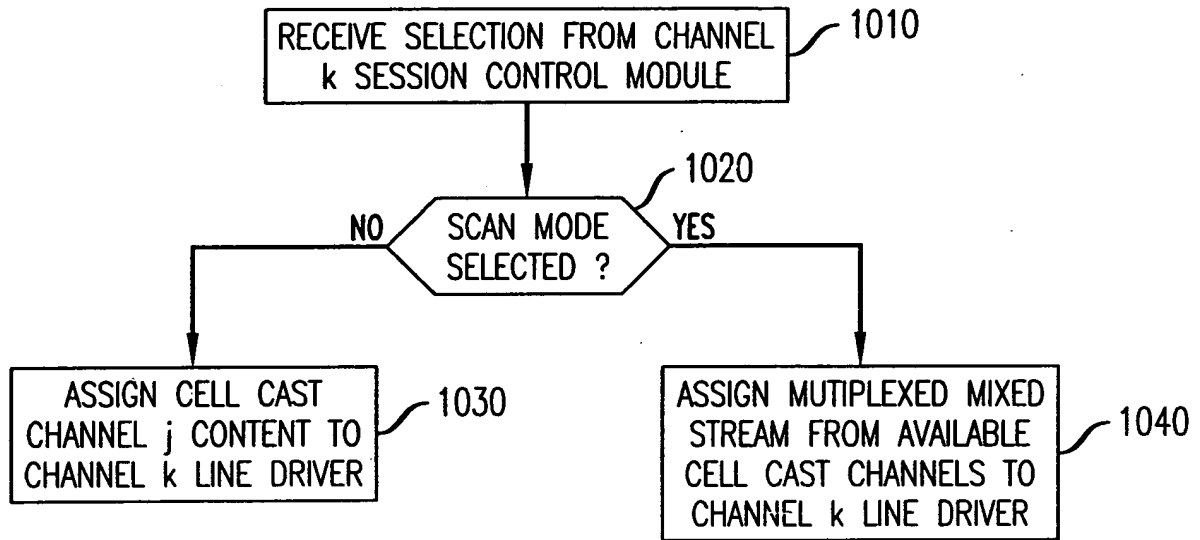 RECEIVE SELECTION FROM CHANNEL
k SESSION CONTROL MODULE
1010
1020
SCAN MODE
SELECTED ?
NO
YES
ASSIGN CELL CAST
CHANNEL j CONTENT TO
CHANNEL k LINE DRIVER
1030
ASSIGN MUTIPLEXED MIXED
STREAM FROM AVAILABLE
CELL CAST CHANNELS TO
CHANNEL k LINE DRIVER
1040